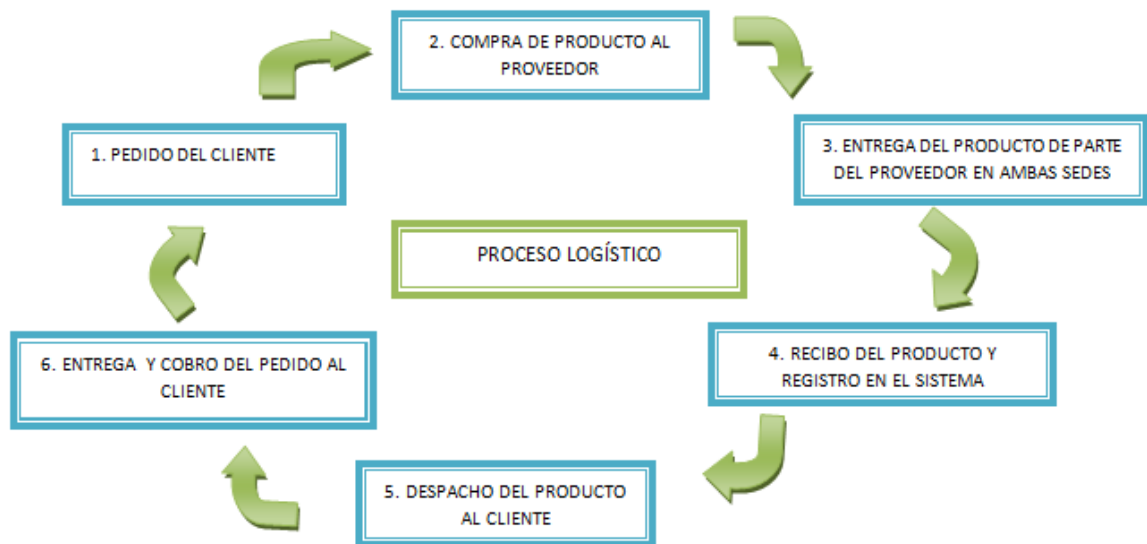 2. COMPRA DE PRODUCTO AL
PROVEEDOR
1. PEDIDO DEL CLIENTE
3. ENTREGA DEL PRODUCTO DE PARTE
DEL PROVEEDOR EN AMBAS SEDES
PROCESO LOGÍSTICO
4. RECIBO DEL PRODUCTO Y
REGISTRO EN EL SISTEMA
6. ENTREGA Y COBRO DEL PEDIDO AL
CLIENTE
5. DESPACHO DEL PRODUCTO
AL CLIENTE